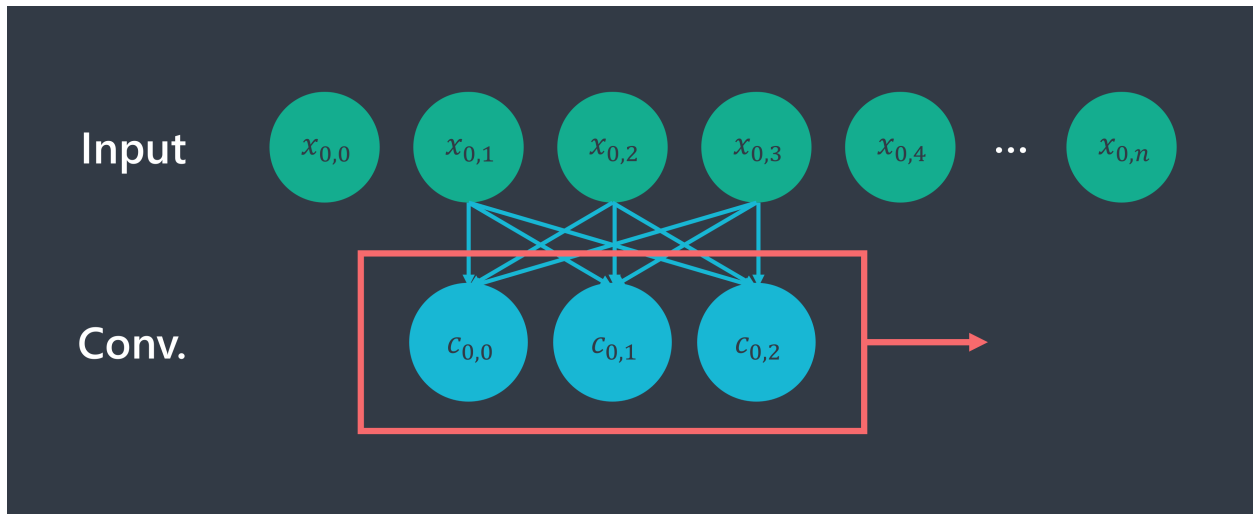 Input x₀,₀ x₀,₁ x₀,₂ x₀,₃ x₀,₄ ... x₀,ₙ
Conv. c₀,₀ c₀,₁ c₀,₂